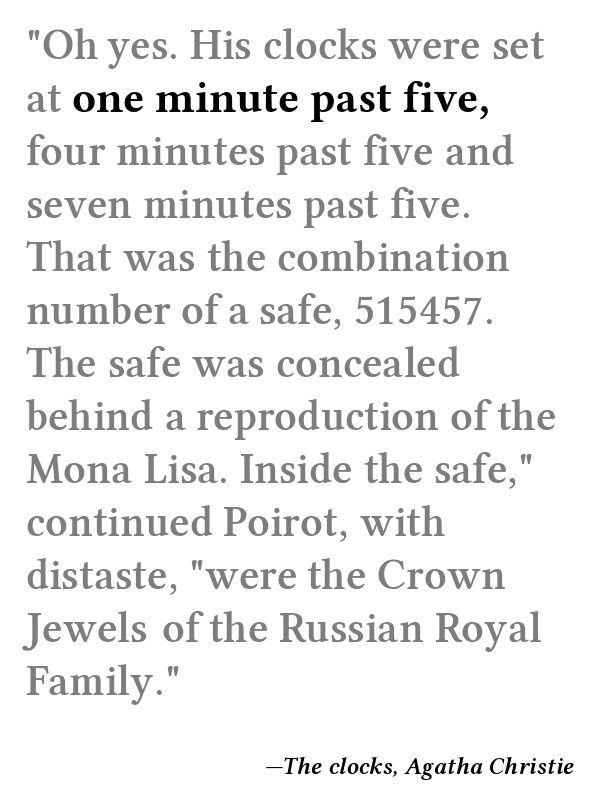 "Oh yes. His clocks were set
at one minute past five,
four minutes past five and
seven minutes past five.
That was the combination
number of a safe, 515457.
The safe was concealed
behind a reproduction of the
Mona Lisa. Inside the safe,"
continued Poirot, with
distaste, "were the Crown
Jewels of the Russian Royal
Family."
—The clocks, Agatha Christie